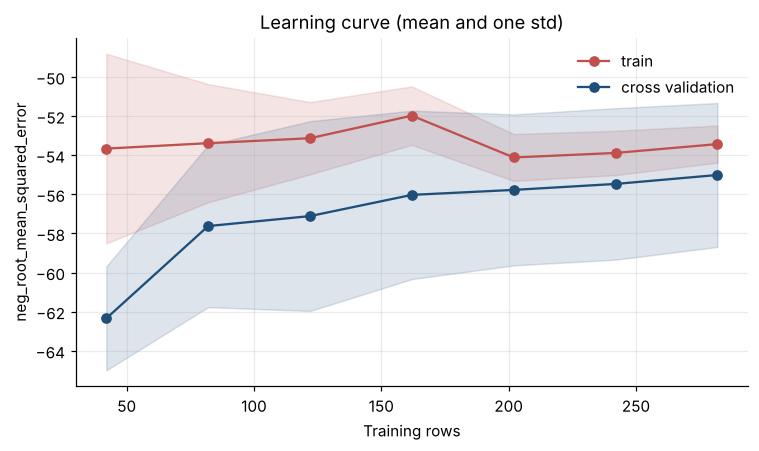 Learning curve (mean and one std)
train
cross validation
neg_root_mean_squared_error
−50
−52
−54
−56
−58
−60
−62
−64
50
100
150
200
250
Training rows